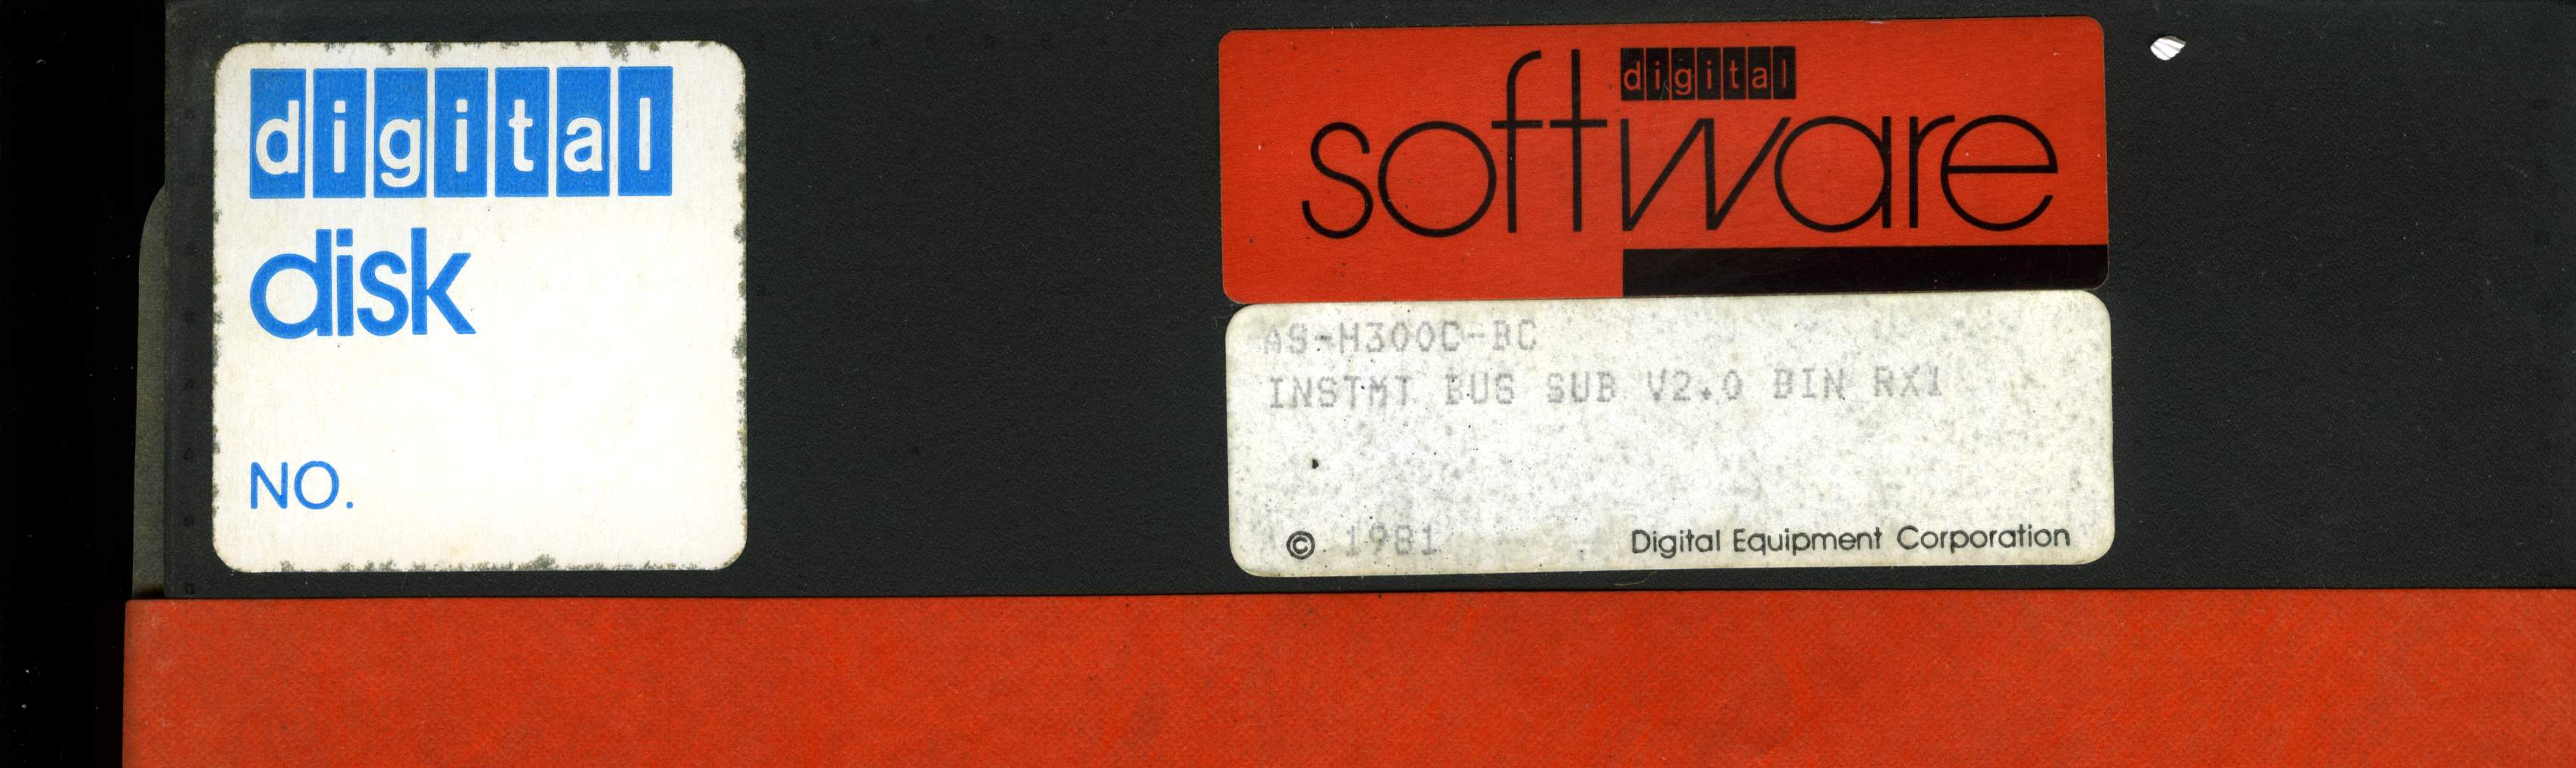 digital
disk
NO.
digital
software
AS-H300C-BC
INSTMT BUS SUB V2.0 BIN RX1
© 1981 Digital Equipment Corporation